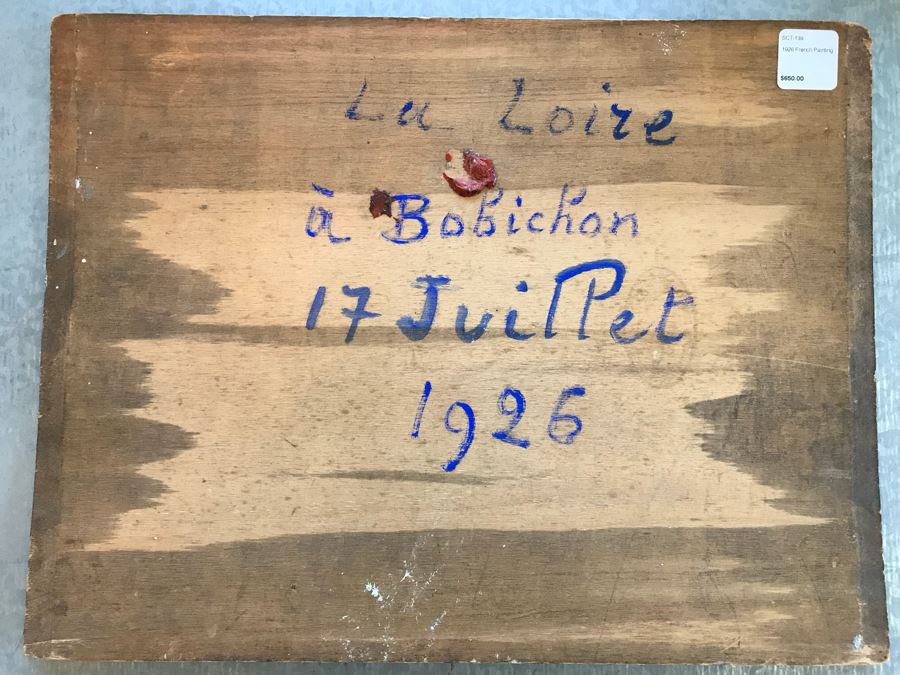 SCT-139
1926 French Painting
$650.00
La Loire
à Bobichon
17 Juillet
1926